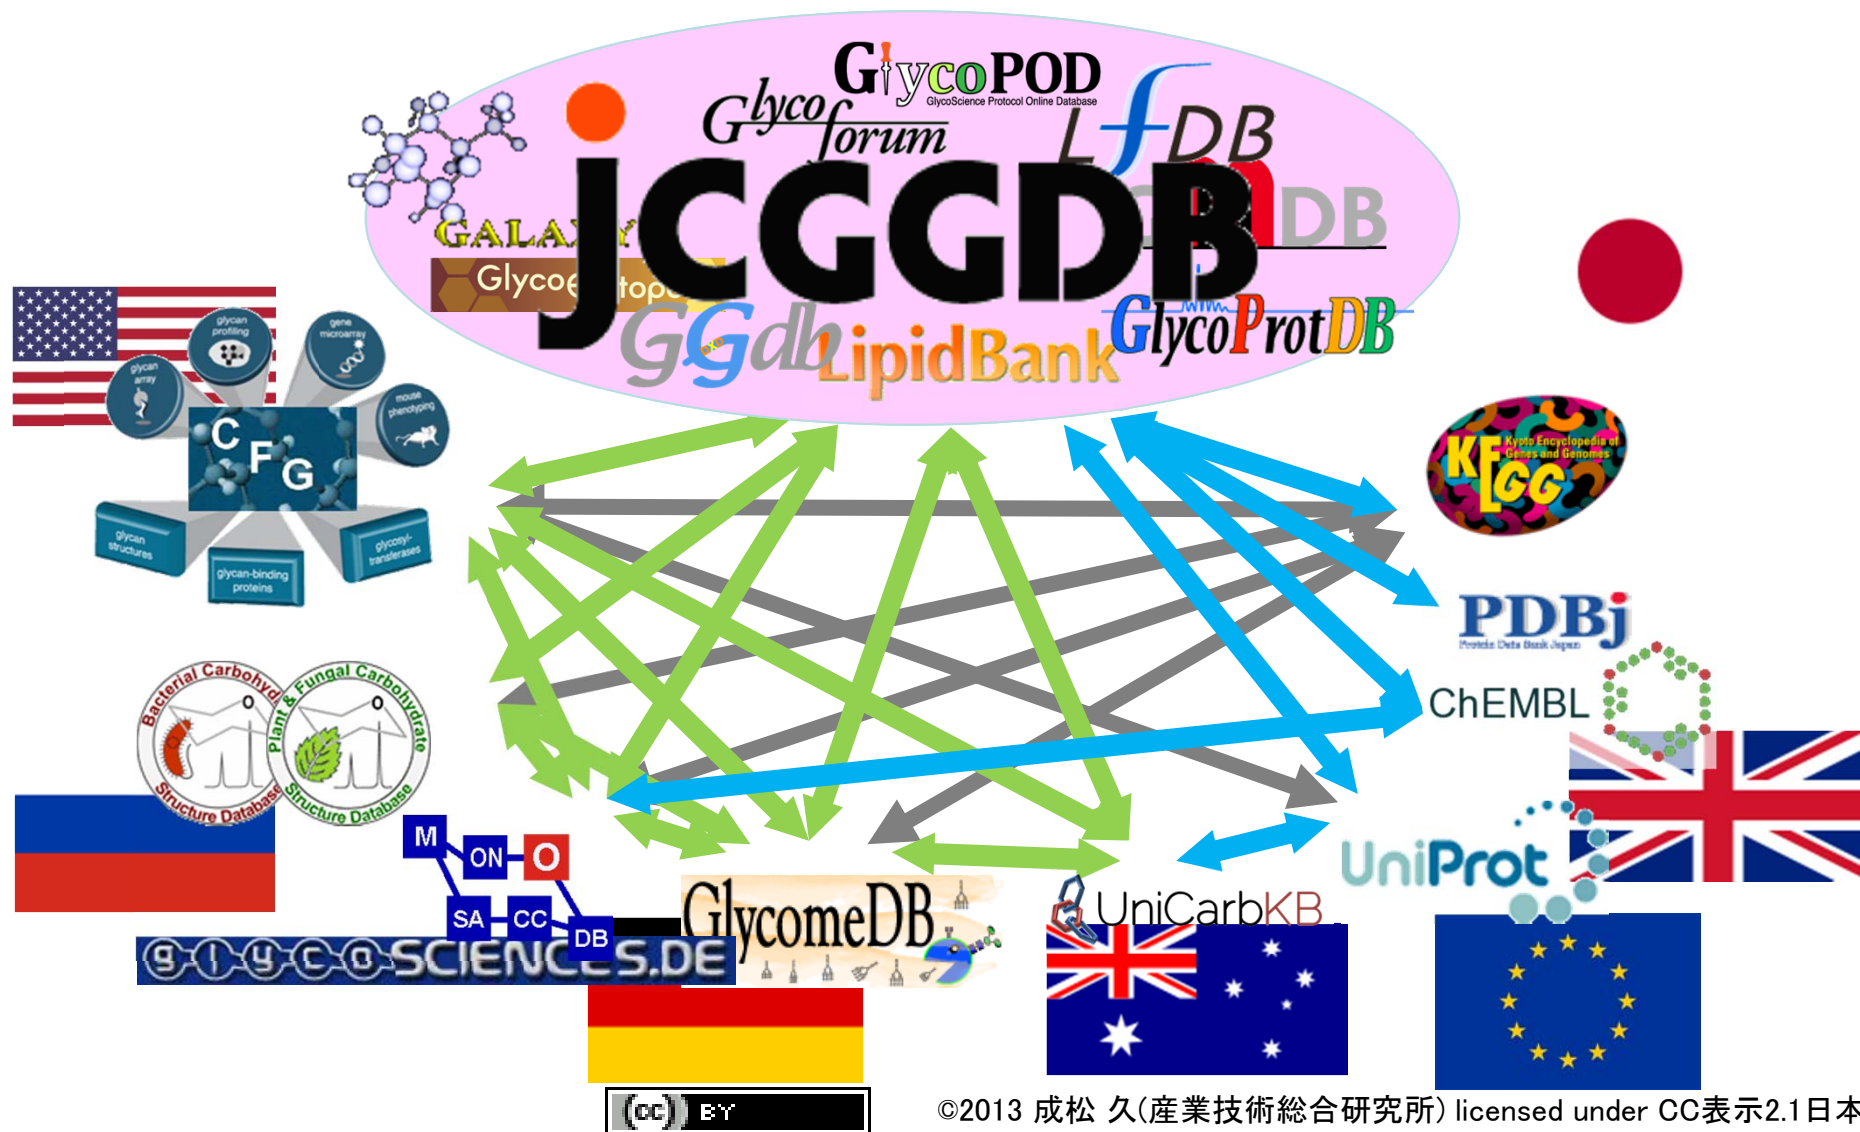 GlycoPOD
GlycoScience Protocol Online Database
Glyco
forum
LfDB
JCGGDB
DB
GALAXY
Glycoe
tope
GlycoProtDB
GGdb
LipidBank
glycan
profiling
gene
microarray
glycan
array
mouse
phenotyping
C
F
G
glycan
structures
glycan-binding
proteins
glycosyl-
transferases
KEGG
Kyoto Encyclopedia of
Genes and Genomes
PDBj
Protein Data Bank Japan
ChEMBL
Bacterial Carbohyd
Structure Database
Plant & Fungal Carbohydrate
Structure Database
M
ON
O
SA
CC
DB
glycoSCIENCES.DE
GlycomeDB
UniCarbKB
UniProt
(cc) BY
©2013 成松 久(産業技術総合研究所) licensed under CC表示2.1日本